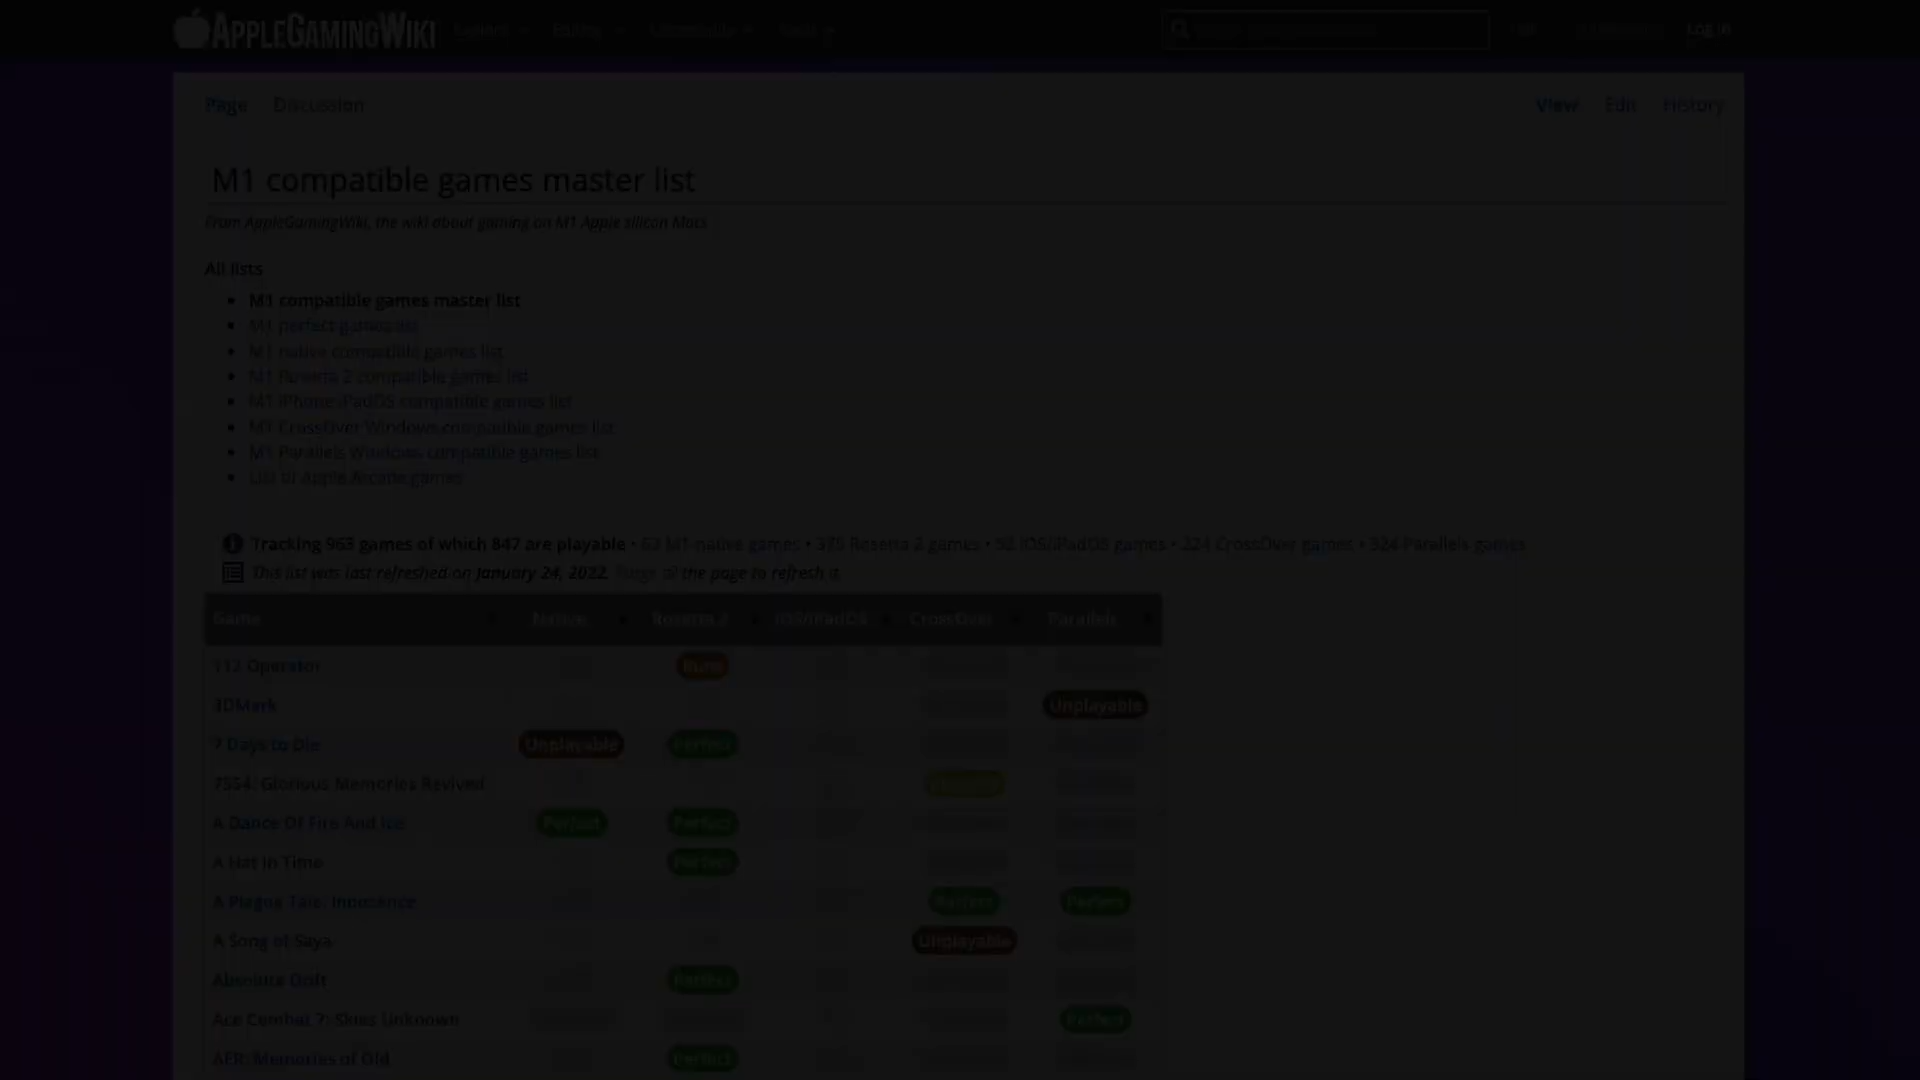 AppleGamingWiki Explore Editing Community Log in
Page Discussion View Edit History
M1 compatible games master list
From AppleGamingWiki, the wiki about gaming on M1 Apple silicon Macs
All lists
M1 compatible games master list
M1 perfect games list
M1 native compatible games list
M1 Rosetta 2 compatible games list
M1 iPhone iPadOS compatible games list
M1 CrossOver Windows compatible games list
M1 Parallels Windows compatible games list
List of Apple Arcade games
Tracking 963 games of which 847 are playable • 63 M1 native games • 375 Rosetta 2 games • iOS/iPadOS games • 224 CrossOver games • 324 Parallels games
This list was last refreshed on January 24, 2022. the page to refresh it.
Game Native Rosetta 2 iOS/iPadOS CrossOver Parallels
112 Operator Runs
3DMark Unplayable
7 Days to Die Unplayable Perfect
7554: Glorious Memories Revived
A Dance Of Fire And Ice Perfect Perfect
A Hat in Time Perfect
A Plague Tale: Innocence Perfect Perfect
A Song of Saya Unplayable
Absolute Drift Perfect
Ace Combat 7: Skies Unknown Perfect
AER: Memories of Old Perfect